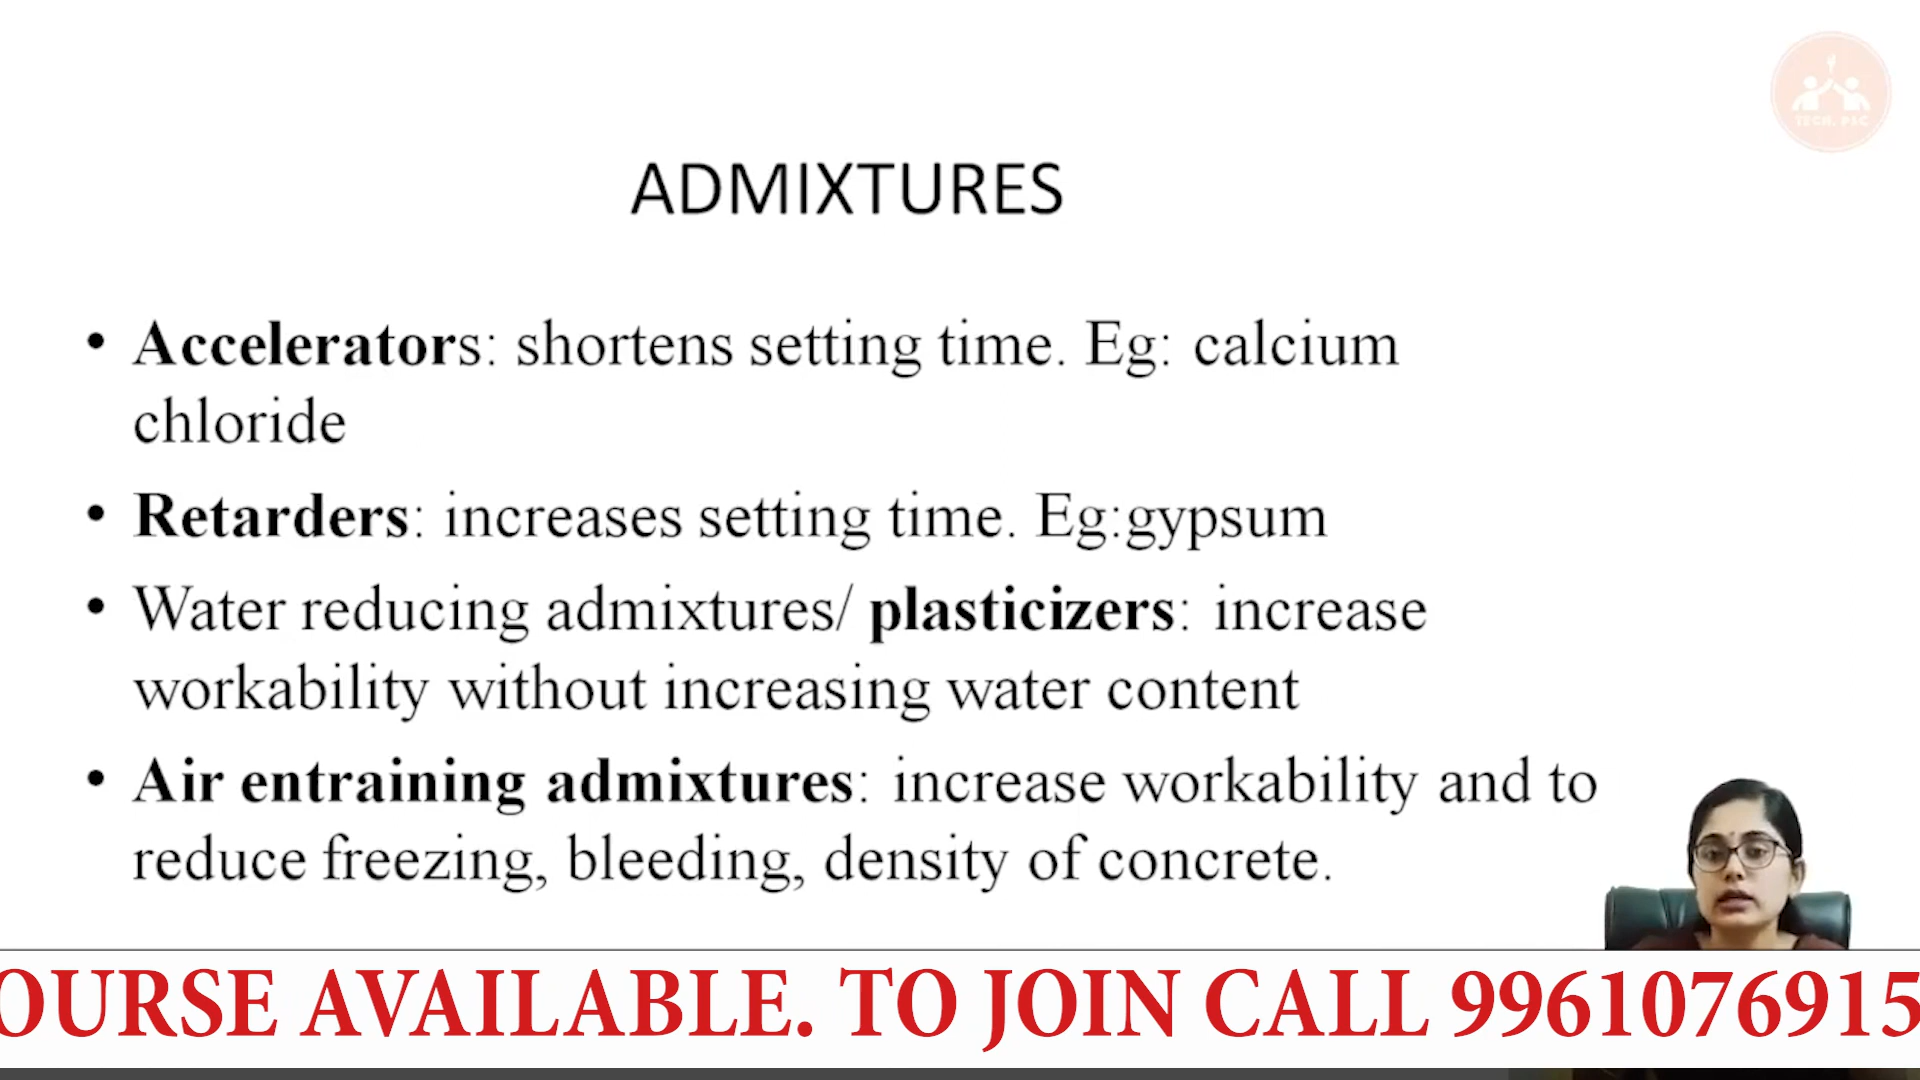 TECH. PSC
ADMIXTURES
• Accelerators: shortens setting time. Eg: calcium
chloride
• Retarders: increases setting time. Eg:gypsum
• Water reducing admixtures/ plasticizers: increase
workability without increasing water content
• Air entraining admixtures: increase workability and to
reduce freezing, bleeding, density of concrete.
OURSE AVAILABLE. TO JOIN CALL 9961076915